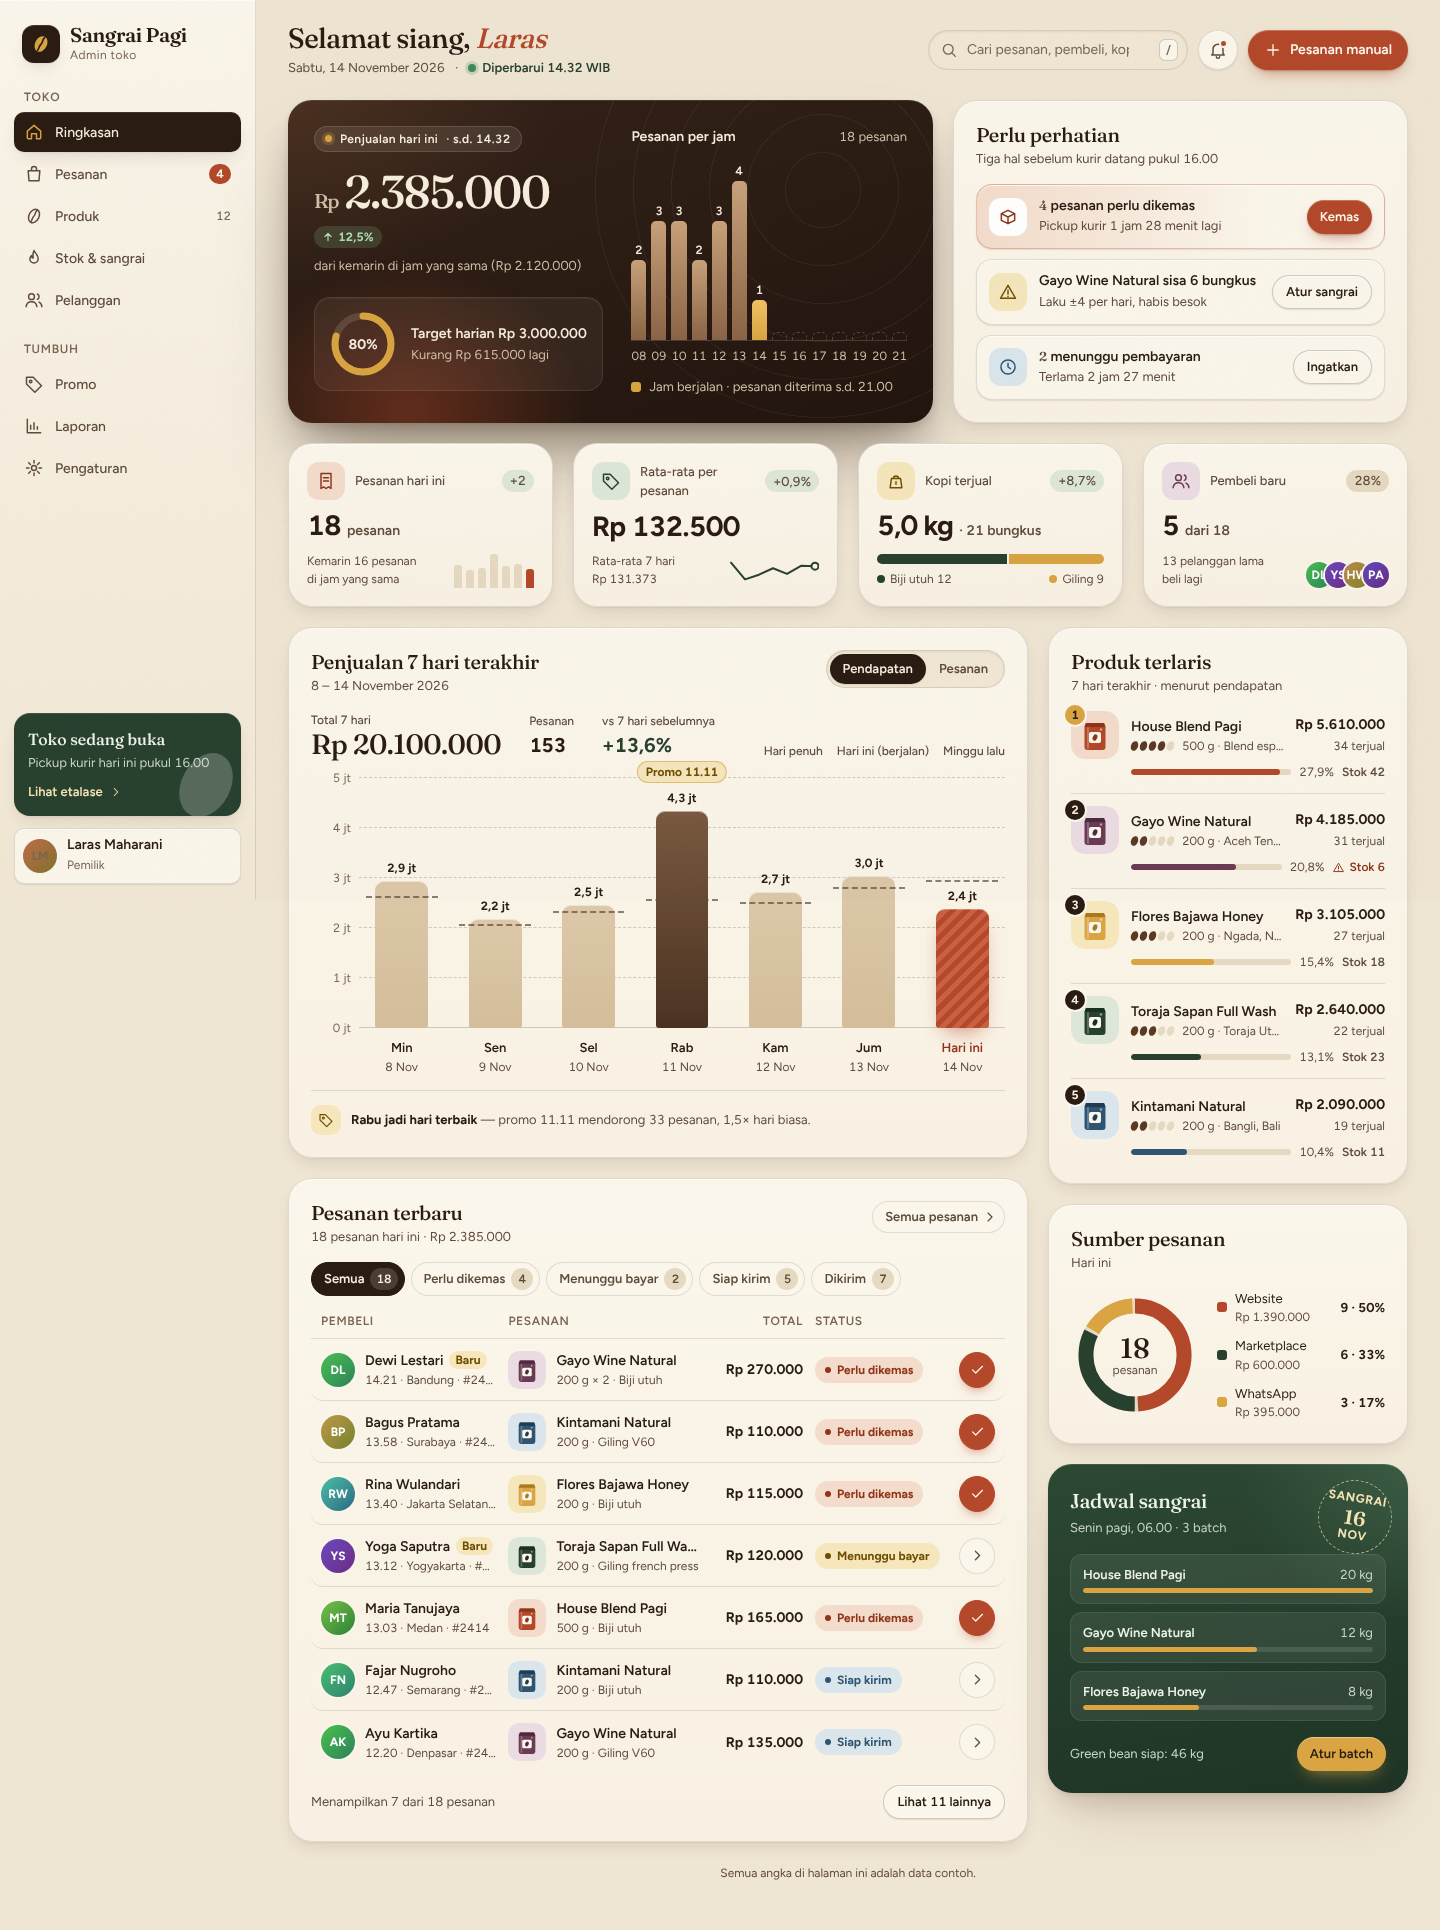 Sangrai Pagi
Admin toko
TOKO
Ringkasan
Pesanan 4
Produk 12
Stok & sangrai
Pelanggan
TUMBUH
Promo
Laporan
Pengaturan
Toko sedang buka
Pickup kurir hari ini pukul 16.00
Lihat etalase
LM
Laras Maharani
Pemilik
Selamat siang, Laras
Sabtu, 14 November 2026 · Diperbarui 14.32 WIB
Cari pesanan, pembeli, kop /
Pesanan manual
Penjualan hari ini · s.d. 14.32
Rp 2.385.000
12,5%
dari kemarin di jam yang sama (Rp 2.120.000)
80%
Target harian Rp 3.000.000
Kurang Rp 615.000 lagi
Pesanan per jam 18 pesanan
2 3 3 2 3 4 1
08 09 10 11 12 13 14 15 16 17 18 19 20 21
Jam berjalan · pesanan diterima s.d. 21.00
Perlu perhatian
Tiga hal sebelum kurir datang pukul 16.00
4 pesanan perlu dikemas
Pickup kurir 1 jam 28 menit lagi
Kemas
Gayo Wine Natural sisa 6 bungkus
Laku ±4 per hari, habis besok
Atur sangrai
2 menunggu pembayaran
Terlama 2 jam 27 menit
Ingatkan
Pesanan hari ini +2
18 pesanan
Kemarin 16 pesanan
di jam yang sama
Rata-rata per
pesanan
+0,9%
Rp 132.500
Rata-rata 7 hari
Rp 131.373
Kopi terjual +8,7%
5,0 kg · 21 bungkus
Biji utuh 12 Giling 9
Pembeli baru 28%
5 dari 18
13 pelanggan lama
beli lagi
DL YS HW PA
Penjualan 7 hari terakhir
8 – 14 November 2026
Pendapatan Pesanan
Total 7 hari
Rp 20.100.000
Pesanan
153
vs 7 hari sebelumnya
+13,6%
Hari penuh Hari ini (berjalan) Minggu lalu
5 jt
4 jt
3 jt
2 jt
1 jt
0 jt
Promo 11.11
2,9 jt 2,2 jt 2,5 jt 4,3 jt 2,7 jt 3,0 jt 2,4 jt
Min Sen Sel Rab Kam Jum Hari ini
8 Nov 9 Nov 10 Nov 11 Nov 12 Nov 13 Nov 14 Nov
Rabu jadi hari terbaik — promo 11.11 mendorong 33 pesanan, 1,5× hari biasa.
Produk terlaris
7 hari terakhir · menurut pendapatan
1
House Blend Pagi Rp 5.610.000
500 g · Blend esp... 34 terjual
27,9% Stok 42
2
Gayo Wine Natural Rp 4.185.000
200 g · Aceh Ten... 31 terjual
20,8% Stok 6
3
Flores Bajawa Honey Rp 3.105.000
200 g · Ngada, N... 27 terjual
15,4% Stok 18
4
Toraja Sapan Full Wash Rp 2.640.000
200 g · Toraja Ut... 22 terjual
13,1% Stok 23
5
Kintamani Natural Rp 2.090.000
200 g · Bangli, Bali 19 terjual
10,4% Stok 11
Pesanan terbaru
18 pesanan hari ini · Rp 2.385.000
Semua pesanan
Semua 18 Perlu dikemas 4 Menunggu bayar 2 Siap kirim 5 Dikirim 7
PEMBELI PESANAN TOTAL STATUS
DL Dewi Lestari Baru Gayo Wine Natural Rp 270.000 Perlu dikemas
14.21 · Bandung · #24... 200 g × 2 · Biji utuh
BP Bagus Pratama Kintamani Natural Rp 110.000 Perlu dikemas
13.58 · Surabaya · #24... 200 g · Giling V60
RW Rina Wulandari Flores Bajawa Honey Rp 115.000 Perlu dikemas
13.40 · Jakarta Selatan... 200 g · Biji utuh
YS Yoga Saputra Baru Toraja Sapan Full Wa... Rp 120.000 Menunggu bayar
13.12 · Yogyakarta · #... 200 g · Giling french press
MT Maria Tanujaya House Blend Pagi Rp 165.000 Perlu dikemas
13.03 · Medan · #2414 500 g · Biji utuh
FN Fajar Nugroho Kintamani Natural Rp 110.000 Siap kirim
12.47 · Semarang · #2... 200 g · Biji utuh
AK Ayu Kartika Gayo Wine Natural Rp 135.000 Siap kirim
12.20 · Denpasar · #24... 200 g · Giling V60
Menampilkan 7 dari 18 pesanan
Lihat 11 lainnya
Sumber pesanan
Hari ini
18
pesanan
Website 9 · 50%
Rp 1.390.000
Marketplace 6 · 33%
Rp 600.000
WhatsApp 3 · 17%
Rp 395.000
Jadwal sangrai
Senin pagi, 06.00 · 3 batch
SANGRAI
16
NOV
House Blend Pagi 20 kg
Gayo Wine Natural 12 kg
Flores Bajawa Honey 8 kg
Green bean siap: 46 kg
Atur batch
Semua angka di halaman ini adalah data contoh.